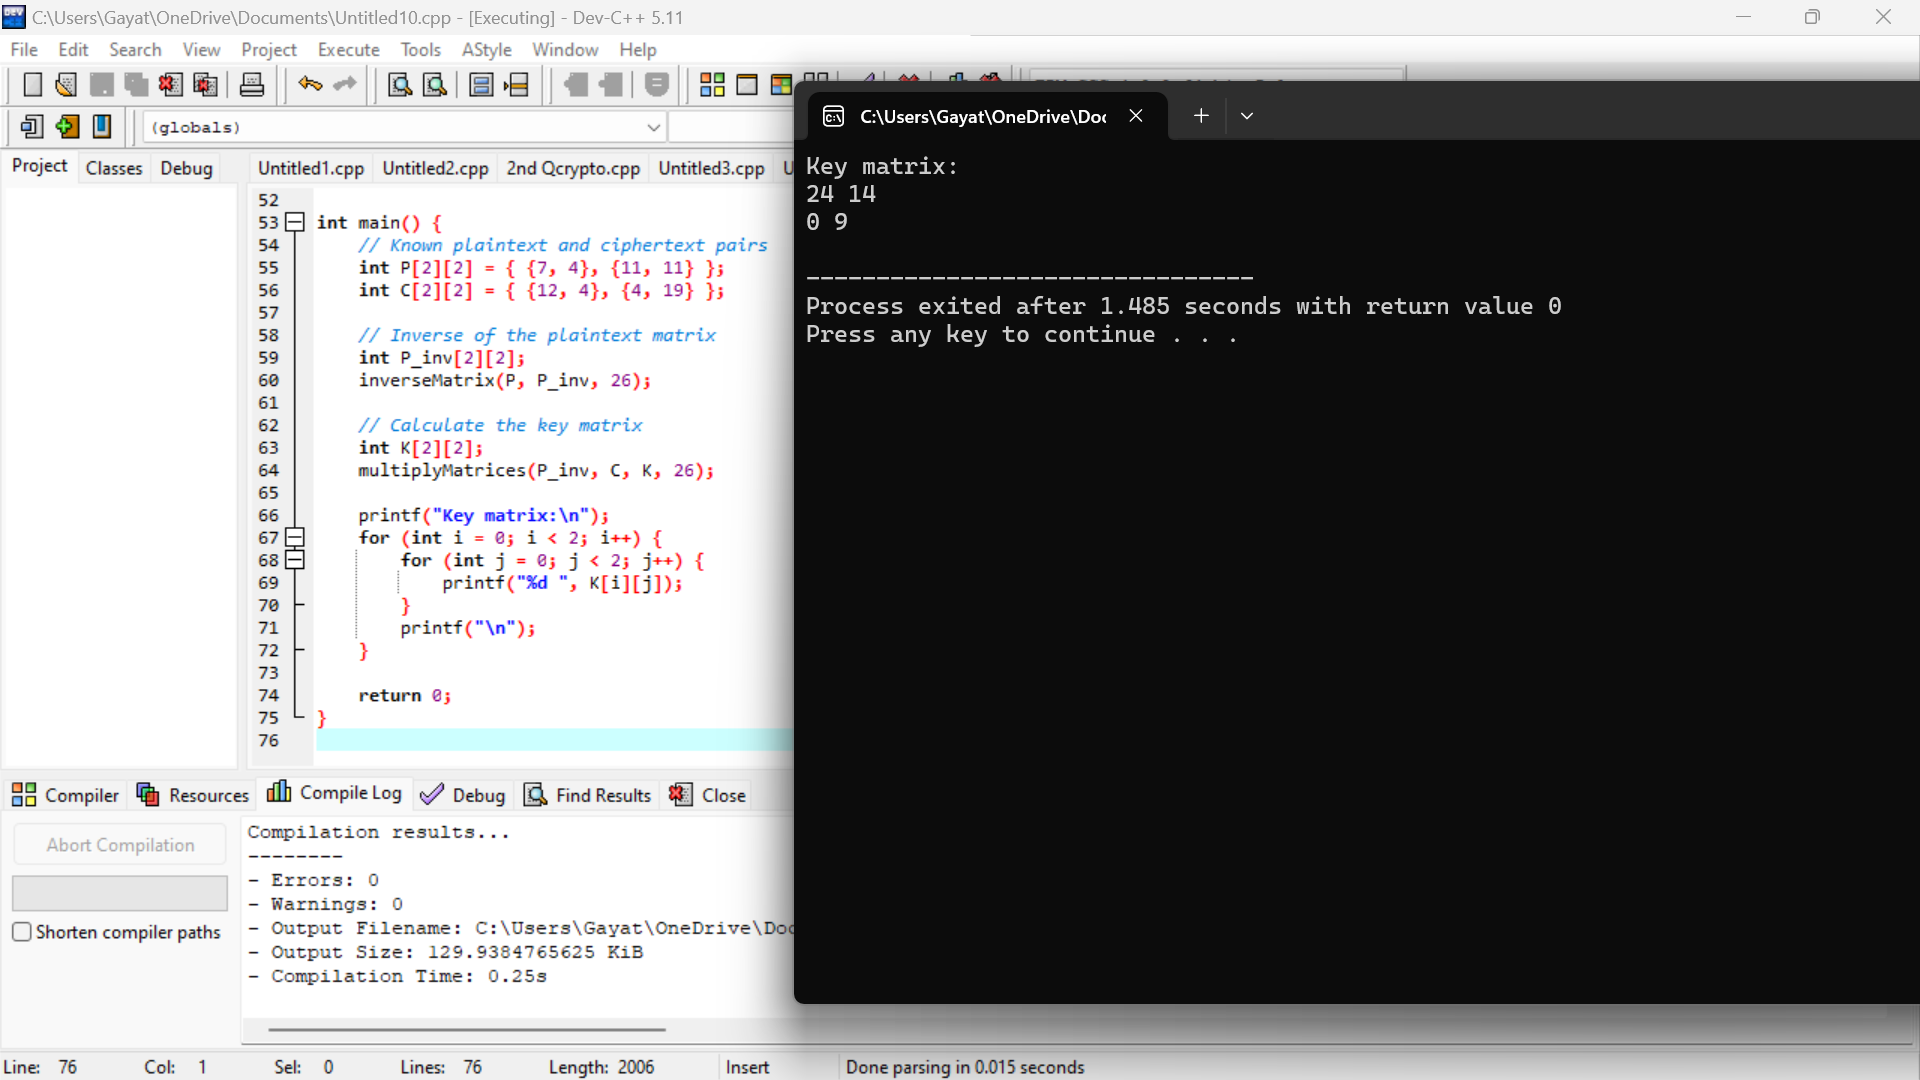 C:\Users\Gayat\OneDrive\Documents\Untitled10.cpp - [Executing] - Dev-C++ 5.11
File Edit Search View Project Execute Tools AStyle Window Help
(globals)
Project Classes Debug
Untitled1.cpp Untitled2.cpp 2nd Qcrypto.cpp Untitled3.cpp U
52
53 int main() {
54 // Known plaintext and ciphertext pairs
55 int P[2][2] = { {7, 4}, {11, 11} };
56 int C[2][2] = { {12, 4}, {4, 19} };
57
58 // Inverse of the plaintext matrix
59 int P_inv[2][2];
60 inverseMatrix(P, P_inv, 26);
61
62 // Calculate the key matrix
63 int K[2][2];
64 multiplyMatrices(P_inv, C, K, 26);
65
66 printf("Key matrix:\n");
67 for (int i = 0; i < 2; i++) {
68 for (int j = 0; j < 2; j++) {
69 printf("%d ", K[i][j]);
70 }
71 printf("\n");
72 }
73
74 return 0;
75 }
76
C:\Users\Gayat\OneDrive\Doc
Key matrix:
24 14
0 9
--------------------------------
Process exited after 1.485 seconds with return value 0
Press any key to continue . . .
Compiler Resources Compile Log Debug Find Results Close
Abort Compilation
Shorten compiler paths
Compilation results...
--------
- Errors: 0
- Warnings: 0
- Output Filename: C:\Users\Gayat\OneDrive\Doc
- Output Size: 129.9384765625 KiB
- Compilation Time: 0.25s
Line: 76 Col: 1 Sel: 0 Lines: 76 Length: 2006 Insert Done parsing in 0.015 seconds